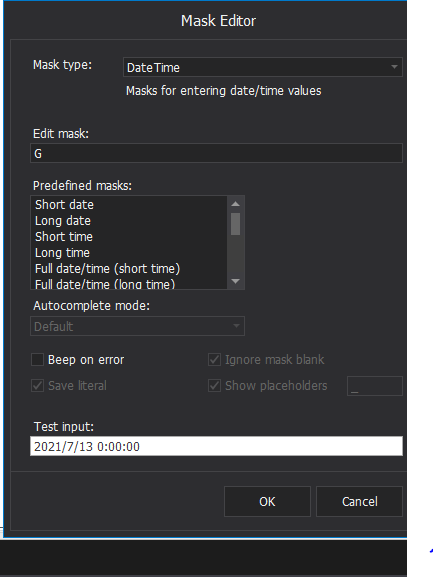 Mask Editor
Mask type:
DateTime
Masks for entering date/time values
Edit mask:
G
Predefined masks:
Short date
Long date
Short time
Long time
Full date/time (short time)
Full date/time (long time)
Autocomplete mode:
Default
Beep on error
Ignore mask blank
Save literal
Show placeholders
_
Test input:
2021/7/13 0:00:00
OK
Cancel